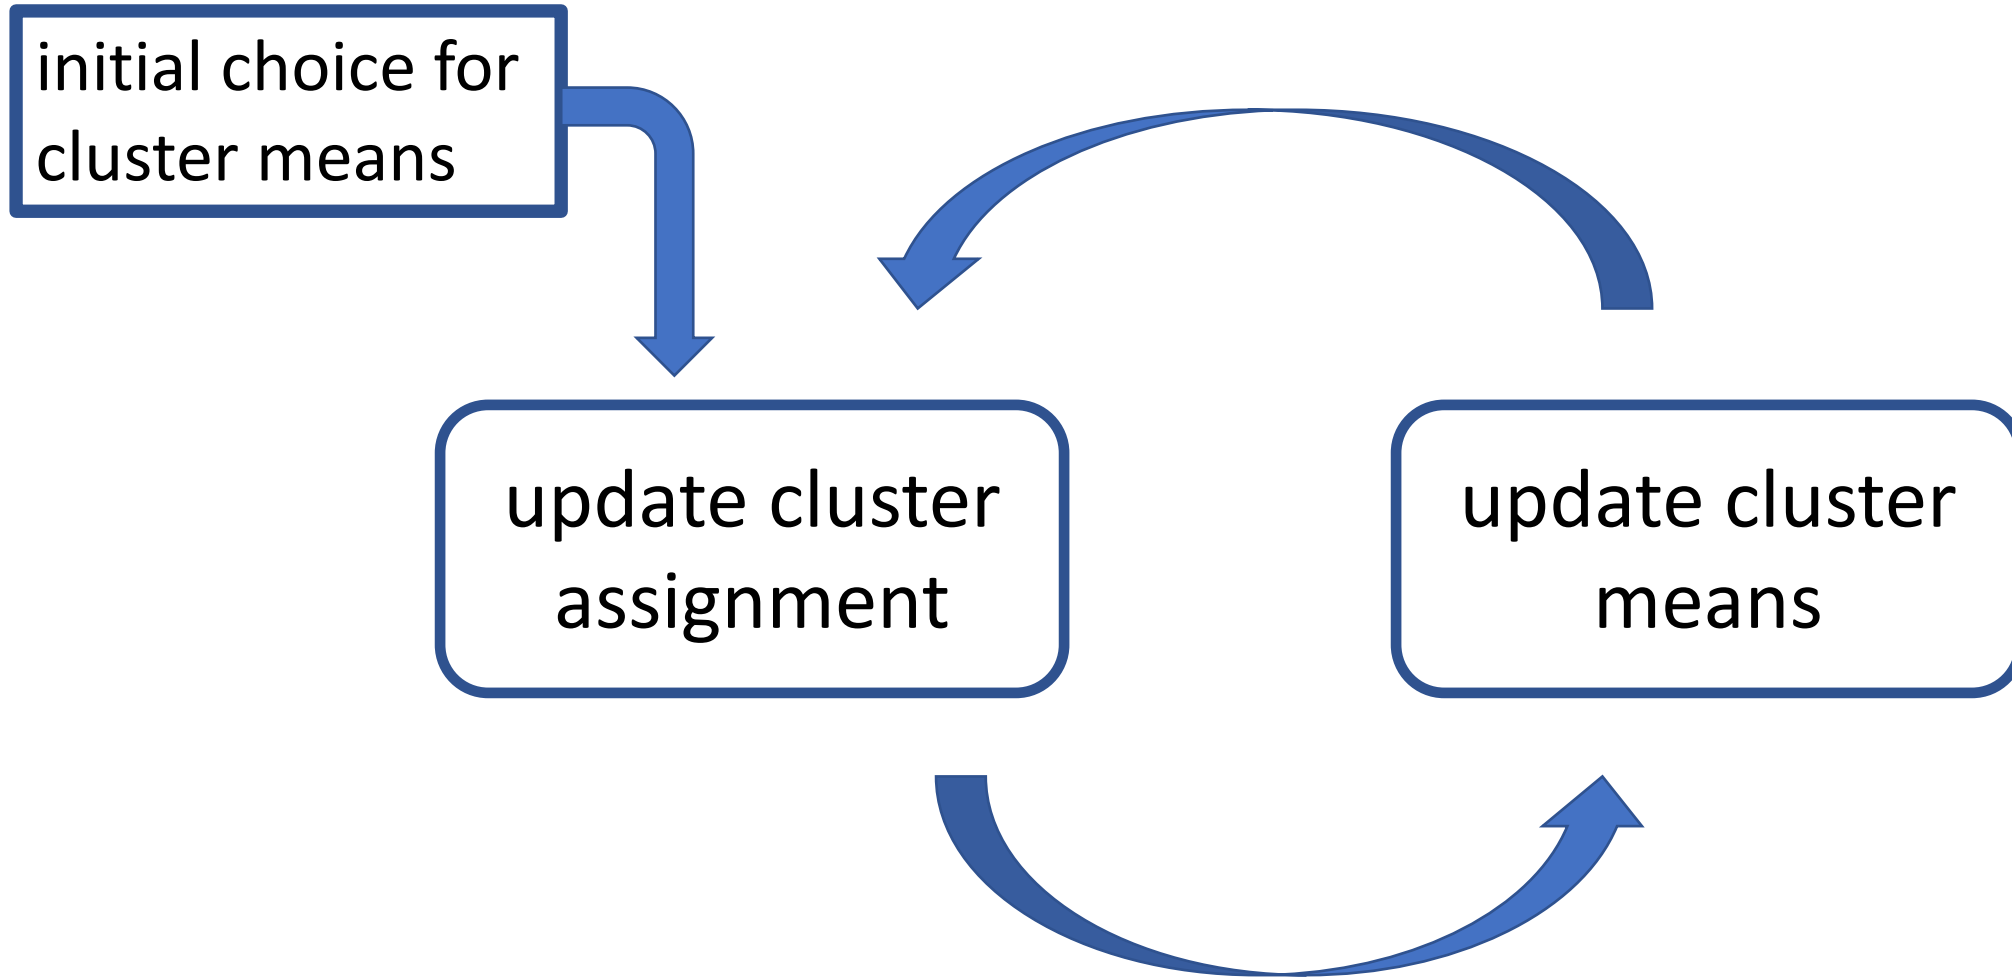 initial choice for
cluster means
update cluster
assignment
update cluster
means